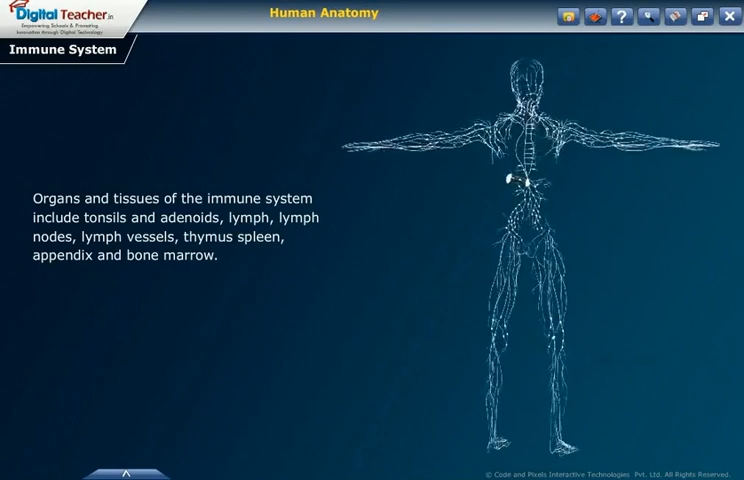 Digital Teacher.in
Empowering Schools & Promoting
Innovation through Digital Technology
Human Anatomy
Immune System
Organs and tissues of the immune system
include tonsils and adenoids, lymph, lymph
nodes, lymph vessels, thymus spleen,
appendix and bone marrow.
© Code and Pixels Interactive Technologies Pvt. Ltd. All Rights Reserved.